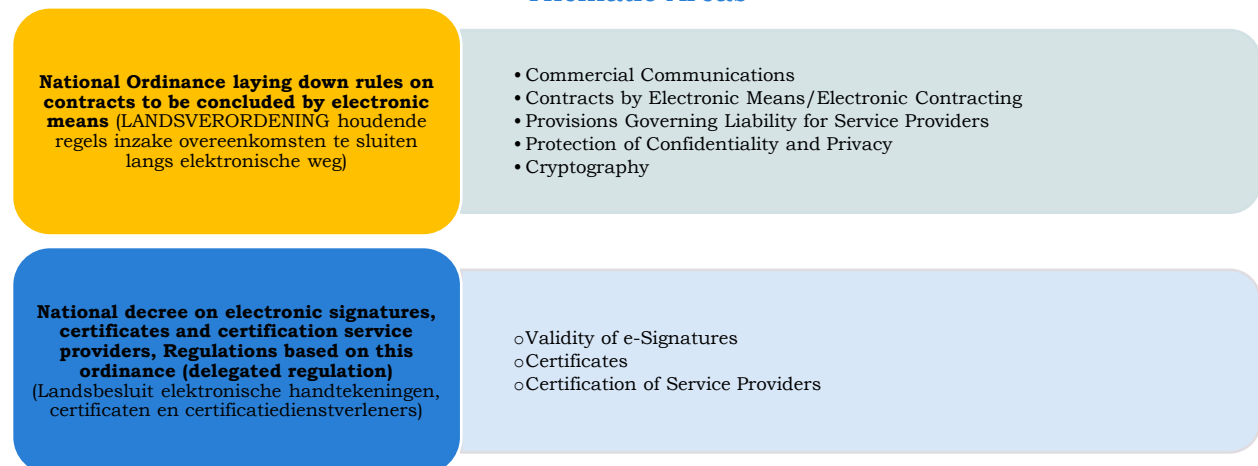 Thematic Areas
National Ordinance laying down rules on
contracts to be concluded by electronic
means (LANDSVERORDENING houdende
regels inzake overeenkomsten te sluiten
langs elektronische weg)
• Commercial Communications
• Contracts by Electronic Means/Electronic Contracting
• Provisions Governing Liability for Service Providers
• Protection of Confidentiality and Privacy
• Cryptography
National decree on electronic signatures,
certificates and certification service
providers, Regulations based on this
ordinance (delegated regulation)
(Landsbesluit elektronische handtekeningen,
certificaten en certificatiedienstverleners)
o Validity of e-Signatures
o Certificates
o Certification of Service Providers